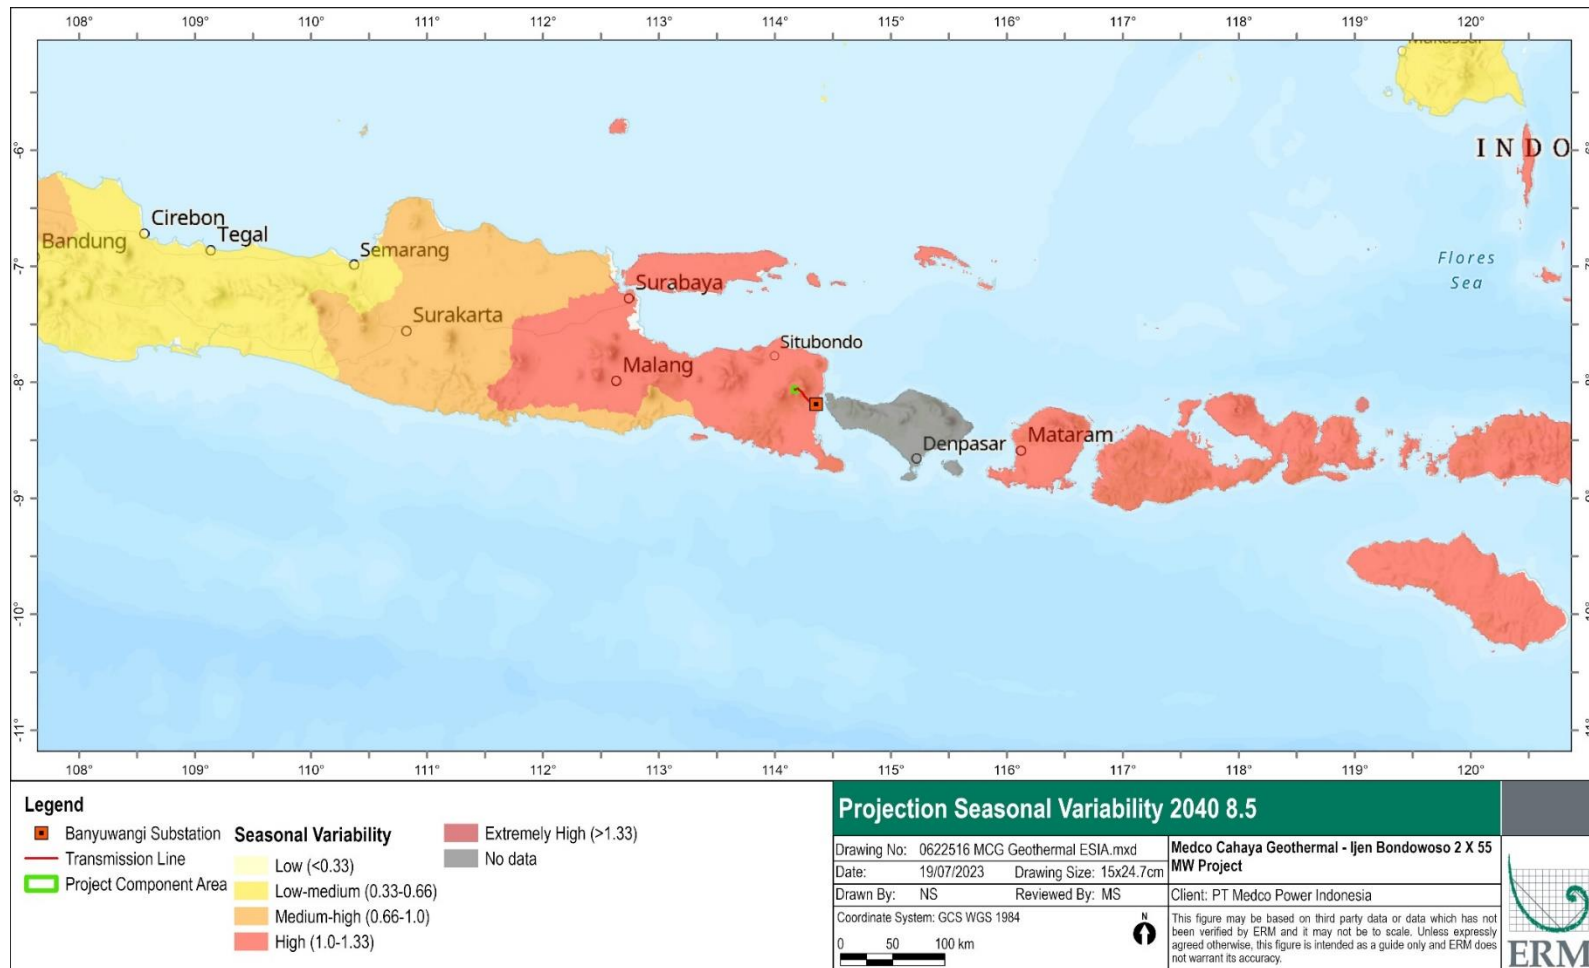 108° 109° 110° 111° 112° 113° 114° 115° 116° 117° 118° 119° 120°
Makassar
-6° INDO -6°
Cirebon
Tegal
Bandung Semarang
-7° Flores -7°
Sea
Surabaya
Surakarta
Situbondo
Malang
-8° -8°
Denpasar Mataram
-9° -9°
-10° -10°
-11° -11°
108° 109° 110° 111° 112° 113° 114° 115° 116° 117° 118° 119° 120°
Legend
Banyuwangi Substation
Transmission Line
Project Component Area
Seasonal Variability
Low (<0.33)
Low-medium (0.33-0.66)
Medium-high (0.66-1.0)
High (1.0-1.33)
Extremely High (>1.33)
No data
Projection Seasonal Variability 2040 8.5
Drawing No: 0622516 MCG Geothermal ESIA.mxd
Date: 19/07/2023 Drawing Size: 15x24.7cm
Drawn By: NS Reviewed By: MS
Coordinate System: GCS WGS 1984
N
0 50 100 km
Medco Cahaya Geothermal - Ijen Bondowoso 2 X 55
MW Project
Client: PT Medco Power Indonesia
This figure may be based on third party data or data which has not
been verified by ERM and it may not be to scale. Unless expressly
agreed otherwise, this figure is intended as a guide only and ERM does
not warrant its accuracy.
ERM